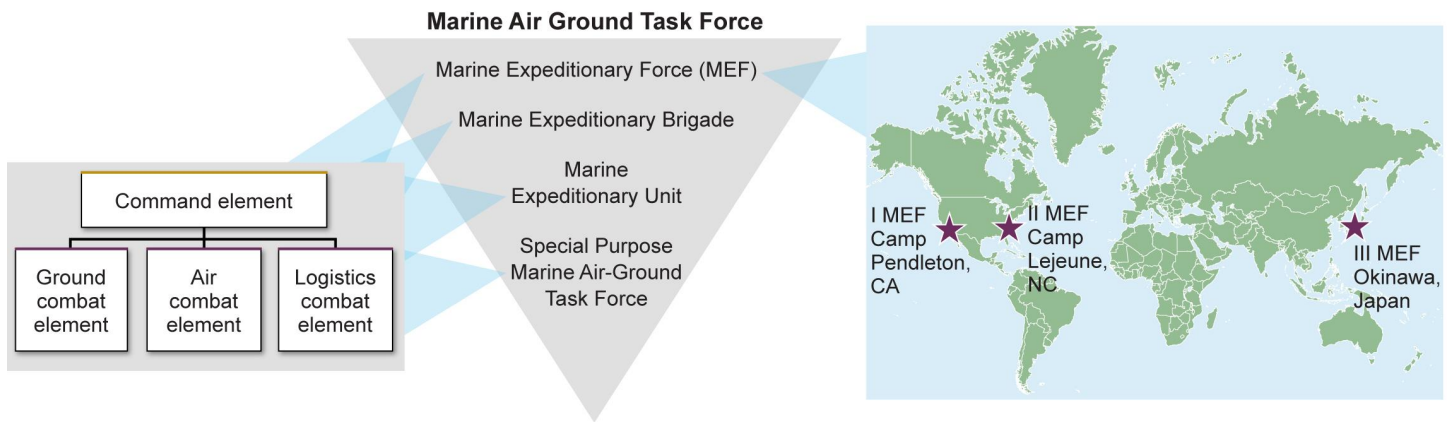 Marine Air Ground Task Force
Marine Expeditionary Force (MEF)
Marine Expeditionary Brigade
Marine
Expeditionary Unit
Special Purpose
Marine Air-Ground
Task Force
Command element
Ground
combat
element
Air
combat
element
Logistics
combat
element
I MEF
Camp
Pendleton,
CA
II MEF
Camp
Lejeune,
NC
III MEF
Okinawa,
Japan